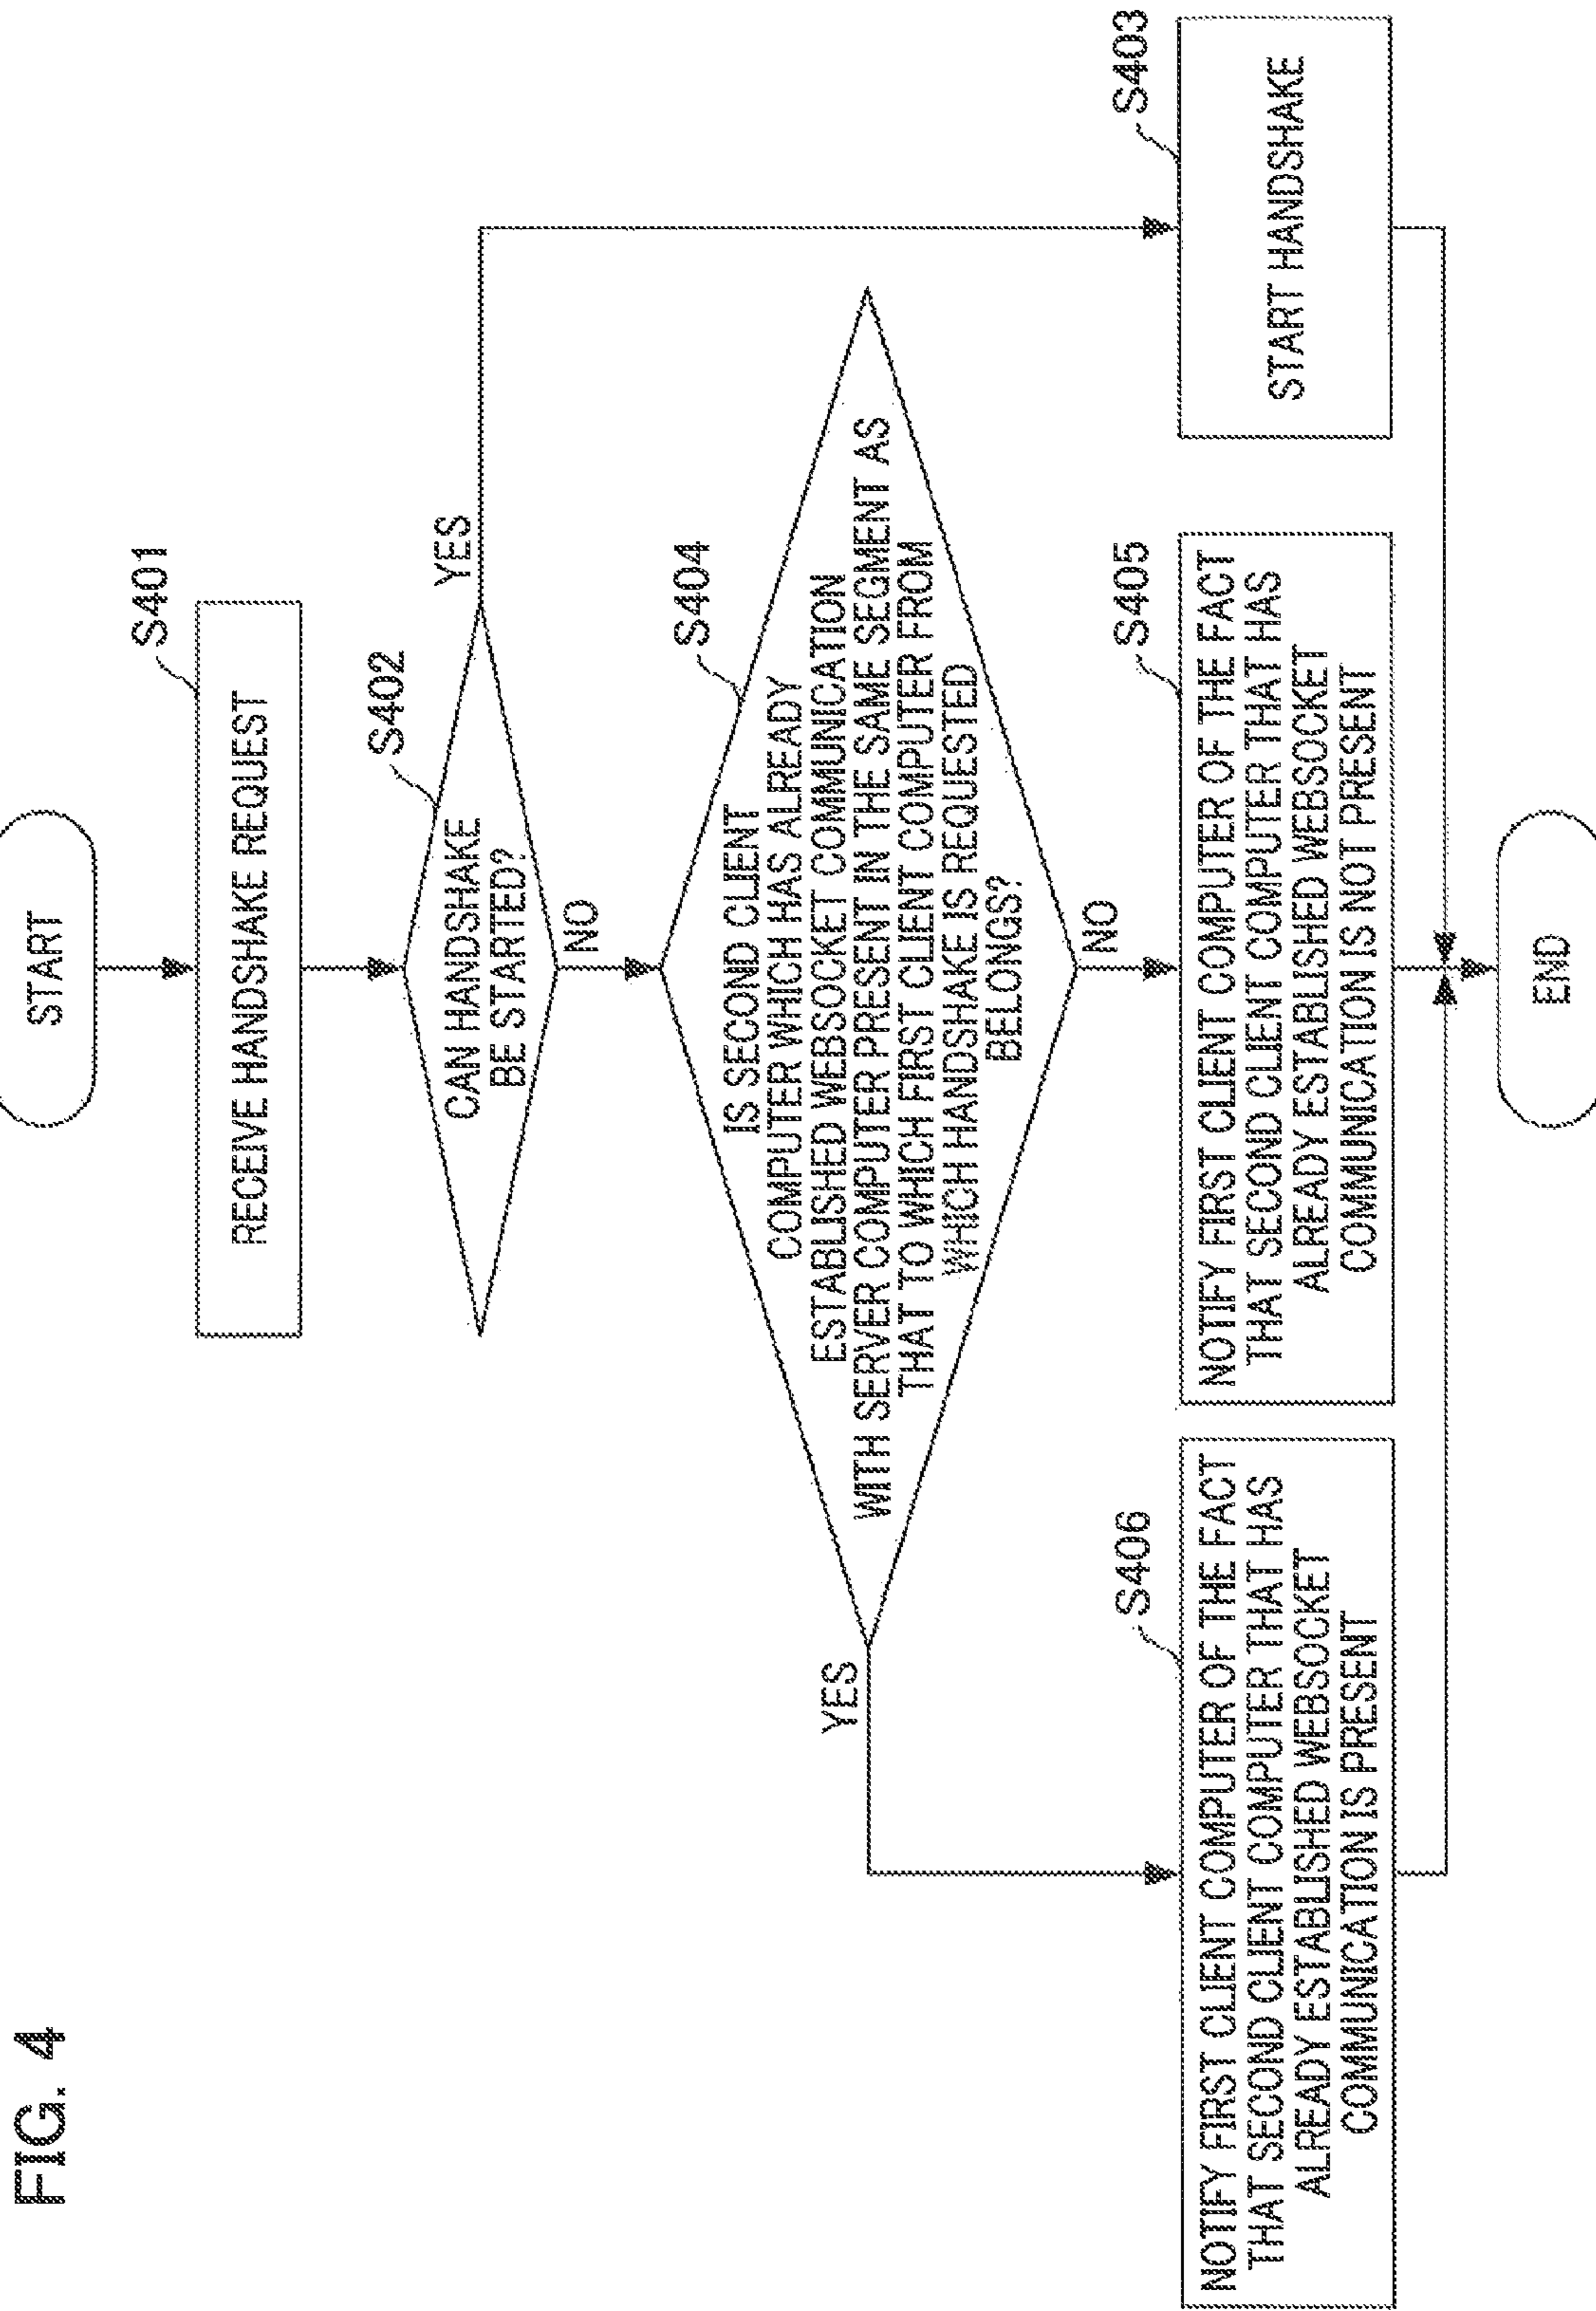 FIG. 4
START
S401
RECEIVE HANDSHAKE REQUEST
S402
CAN HANDSHAKE
BE STARTED?
YES
NO
S404
IS SECOND CLIENT
COMPUTER WHICH HAS ALREADY
ESTABLISHED WEBSOCKET COMMUNICATION
WITH SERVER COMPUTER PRESENT IN THE SAME SEGMENT AS
THAT TO WHICH FIRST CLIENT COMPUTER FROM
WHICH HANDSHAKE IS REQUESTED
BELONGS?
YES
NO
S406
NOTIFY FIRST CLIENT COMPUTER OF THE FACT
THAT SECOND CLIENT COMPUTER THAT HAS
ALREADY ESTABLISHED WEBSOCKET
COMMUNICATION IS PRESENT
S405
NOTIFY FIRST CLIENT COMPUTER OF THE FACT
THAT SECOND CLIENT COMPUTER THAT HAS
ALREADY ESTABLISHED WEBSOCKET
COMMUNICATION IS NOT PRESENT
S403
START HANDSHAKE
END